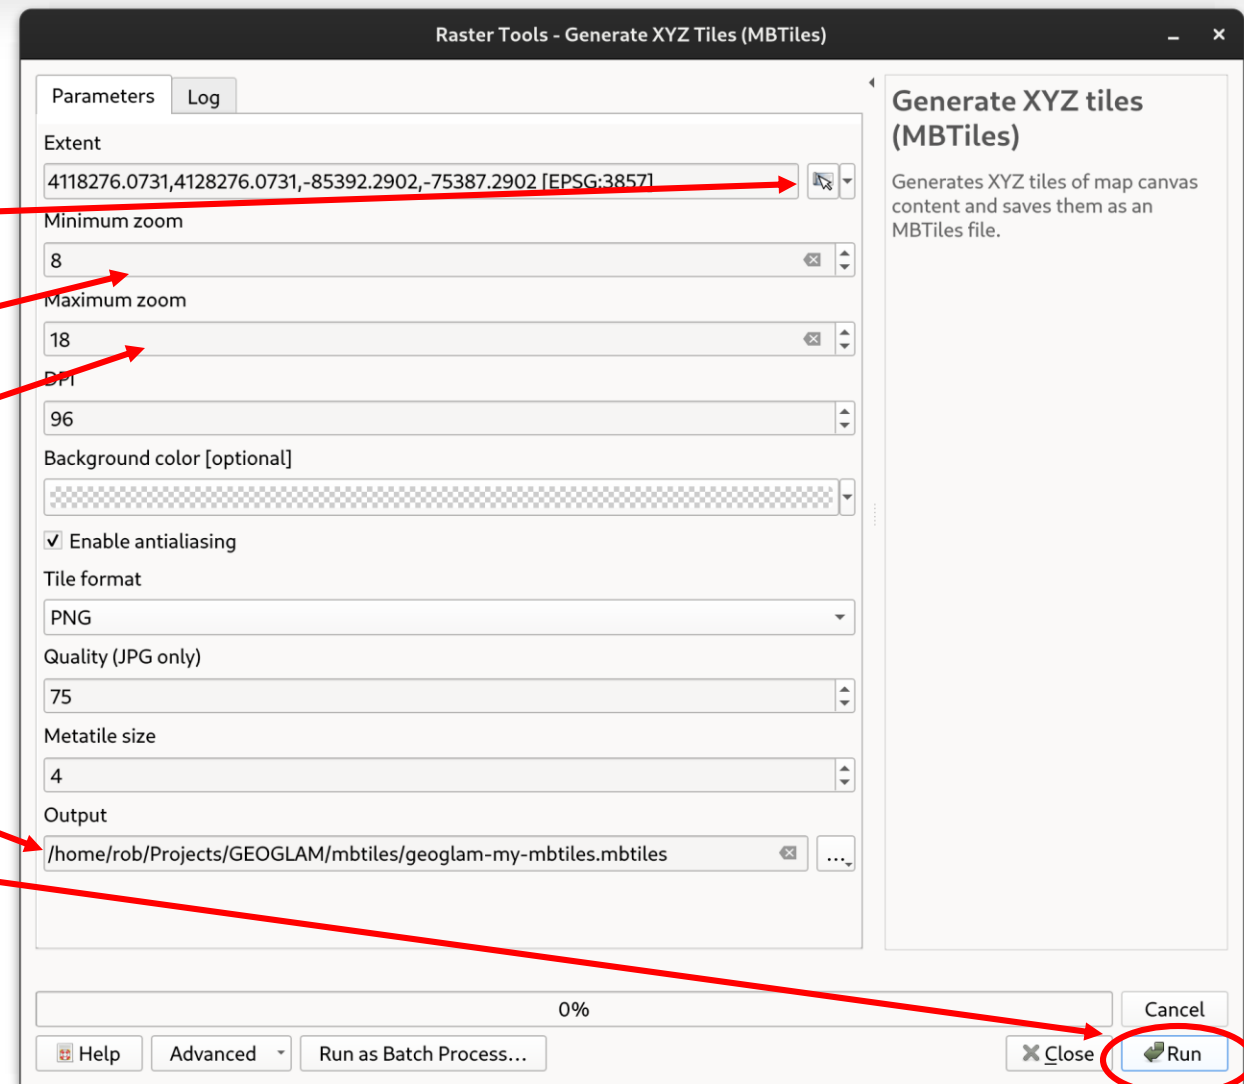 Raster Tools - Generate XYZ Tiles (MBTiles)
Parameters
Log
Extent
4118276.0731,4128276.0731,-85392.2902,-75387.2902 [EPSG:3857]
Minimum zoom
8
Maximum zoom
18
DPI
96
Background color [optional]
Enable antialiasing
Tile format
PNG
Quality (JPG only)
75
Metatile size
4
Output
/home/rob/Projects/GEOGLAM/mbtiles/geoglam-my-mbtiles.mbtiles
...
Generate XYZ tiles
(MBTiles)
Generates XYZ tiles of map canvas
content and saves them as an
MBTiles file.
0%
Cancel
Help
Advanced
Run as Batch Process...
Close
Run